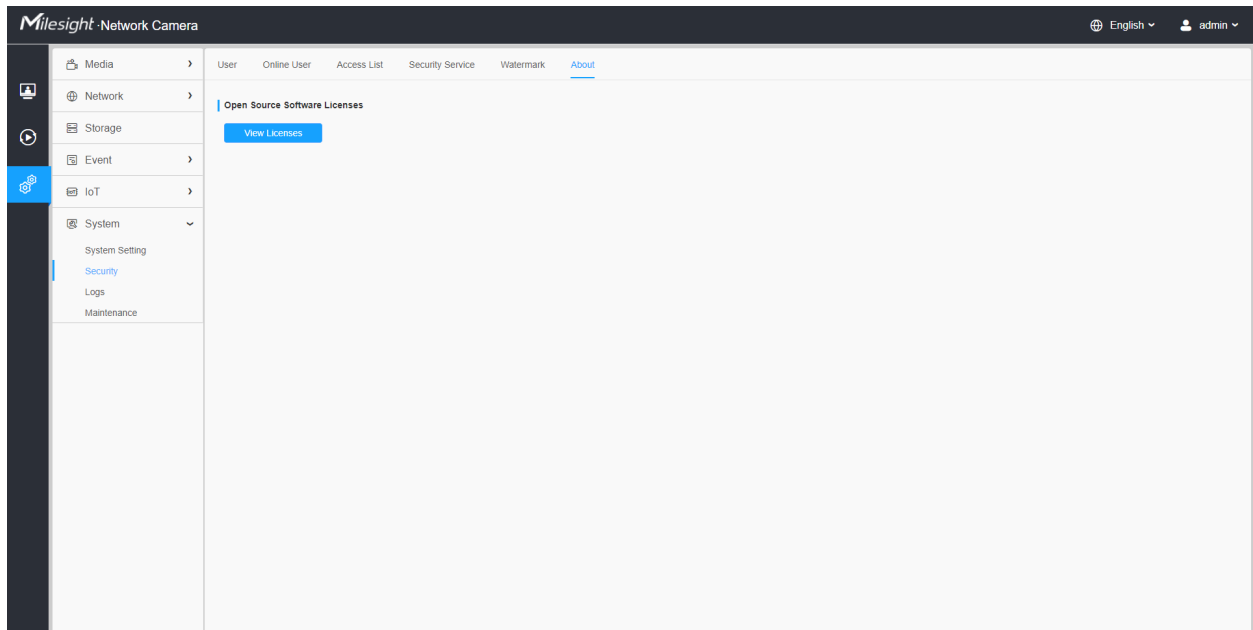 Milesight·Network Camera
English
admin
Media
Network
Storage
Event
IoT
System
System Setting
Security
Logs
Maintenance
User Online User Access List Security Service Watermark About
Open Source Software Licenses
View Licenses